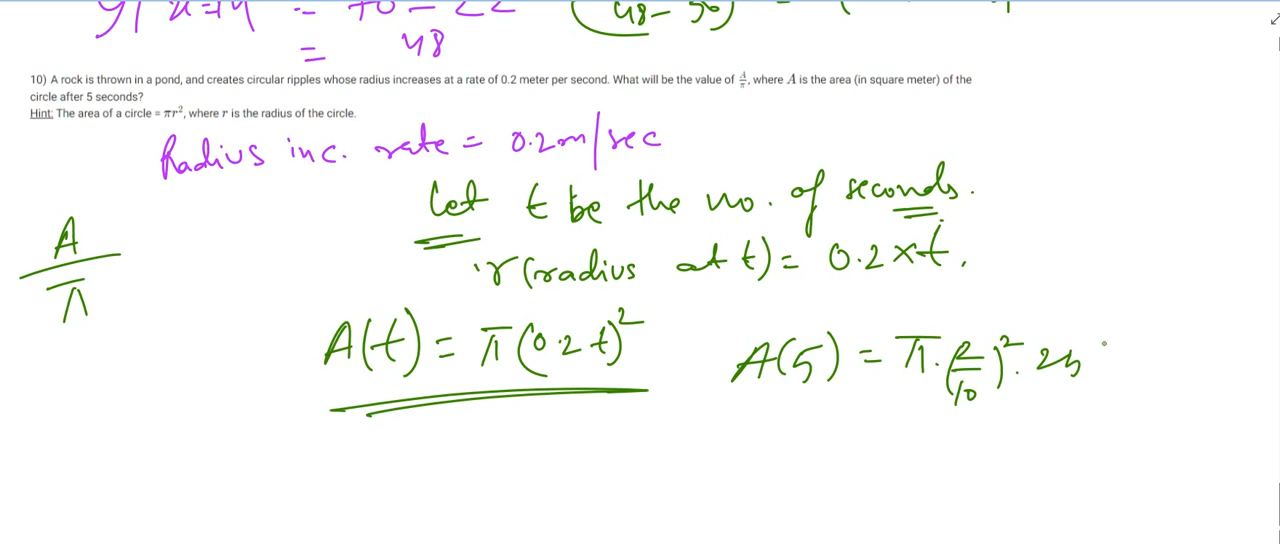 = 70 - 22
= 48
10) A rock is thrown in a pond, and creates circular ripples whose radius increases at a rate of 0.2 meter per second. What will be the value of A/π, where A is the area (in square meter) of the
circle after 5 seconds?
Hint: The area of a circle = πr², where r is the radius of the circle.
Radius inc. rate = 0.2m/sec
Let t be the no. of seconds.
r (radius at t) = 0.2 × t.
A/π
A(t) = π(0.2 t)²
A(5) = π.(2/10)². 25